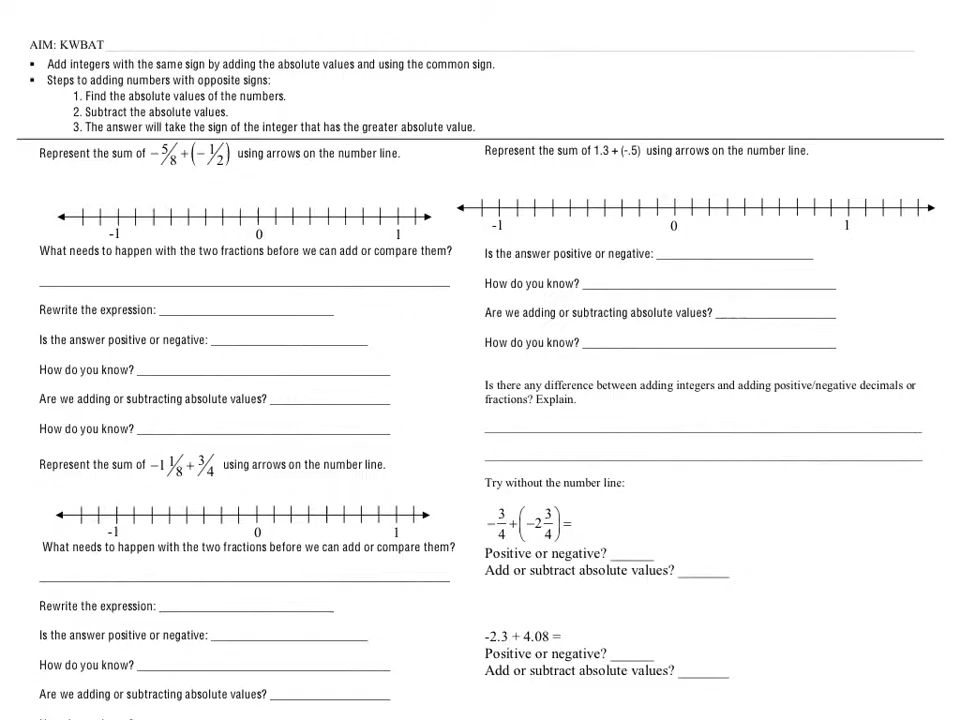 AIM: KWBAT
▪ Add integers with the same sign by adding the absolute values and using the common sign.
▪ Steps to adding numbers with opposite signs:
1. Find the absolute values of the numbers.
2. Subtract the absolute values.
3. The answer will take the sign of the integer that has the greater absolute value.
Represent the sum of −5/8 + (−1/2) using arrows on the number line.
-1 0 1
What needs to happen with the two fractions before we can add or compare them?
Rewrite the expression:
Is the answer positive or negative:
How do you know?
Are we adding or subtracting absolute values?
How do you know?
Represent the sum of −1 1/8 + 3/4 using arrows on the number line.
-1 0 1
What needs to happen with the two fractions before we can add or compare them?
Rewrite the expression:
Is the answer positive or negative:
How do you know?
Are we adding or subtracting absolute values?
Represent the sum of 1.3 + (-.5) using arrows on the number line.
-1 0 1
Is the answer positive or negative:
How do you know?
Are we adding or subtracting absolute values?
How do you know?
Is there any difference between adding integers and adding positive/negative decimals or
fractions? Explain.
Try without the number line:
−3/4 + (−2 3/4) =
Positive or negative?
Add or subtract absolute values?
-2.3 + 4.08 =
Positive or negative?
Add or subtract absolute values?